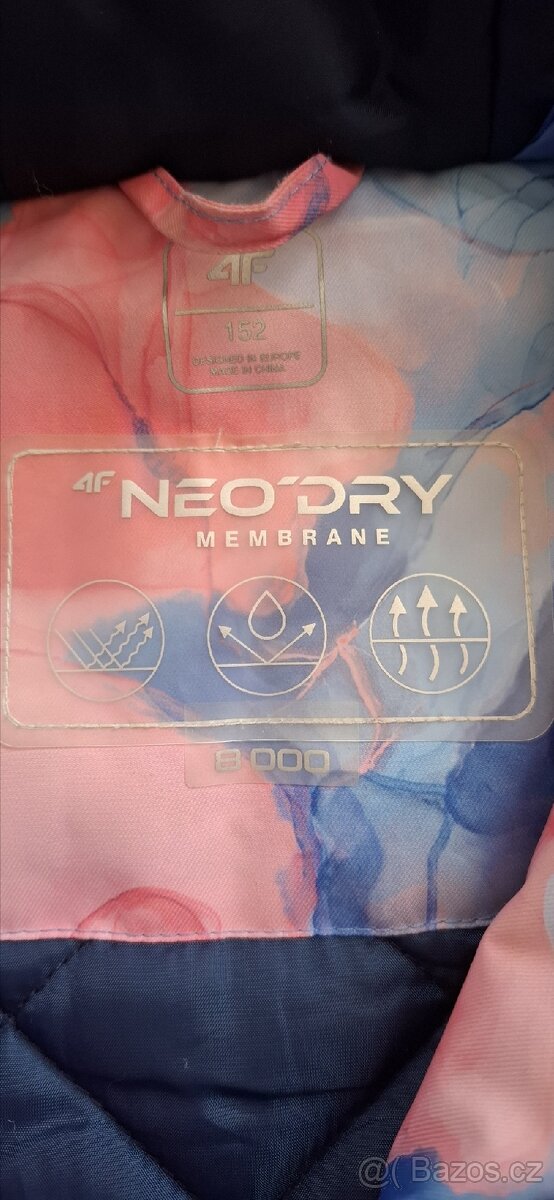 4F
152
DESIGNED IN EUROPE
MADE IN CHINA
4F NEO'DRY
MEMBRANE
8 000
@( Bazos.cz